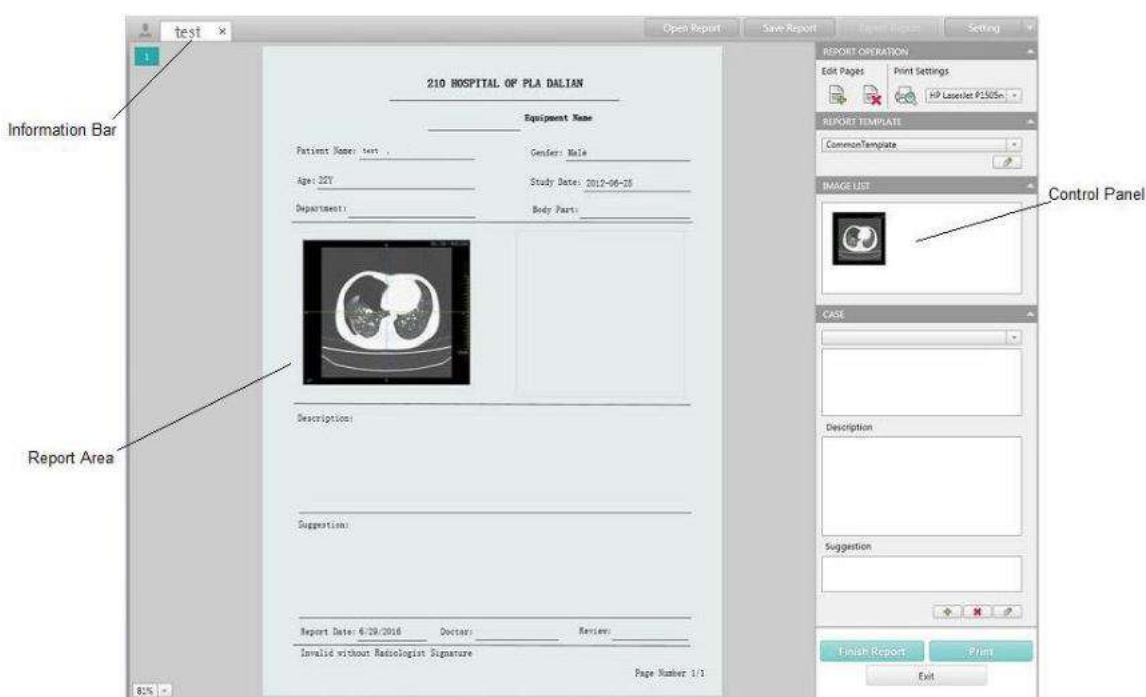 test ×
Open Report Save Report Export Report Setting
1
Information Bar
210 HOSPITAL OF PLA DALIAN
Equipment Name
Patient Name: test .
Gender: Male
Age: 22Y
Study Date: 2012-06-25
Department:
Body Part:
Report Area
Description:
Suggestion:
Report Date: 6/29/2016 Doctor: Review:
Invalid without Radiologist Signature
Page Number 1/1
81%
REPORT OPERATION
Edit Pages Print Settings
HP LaserJet P1505n
REPORT TEMPLATE
CommonTemplate
IMAGE LIST
Control Panel
CASE
Description
Suggestion
Finish Report Print
Exit